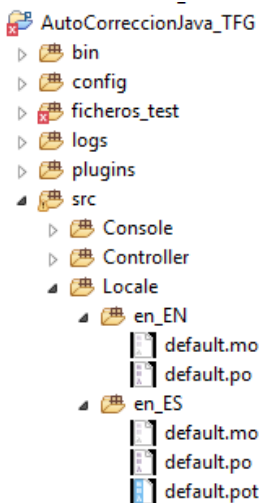 AutoCorreccionJava_TFG
bin
config
ficheros_test
logs
plugins
src
Console
Controller
Locale
en_EN
default.mo
default.po
en_ES
default.mo
default.po
default.pot